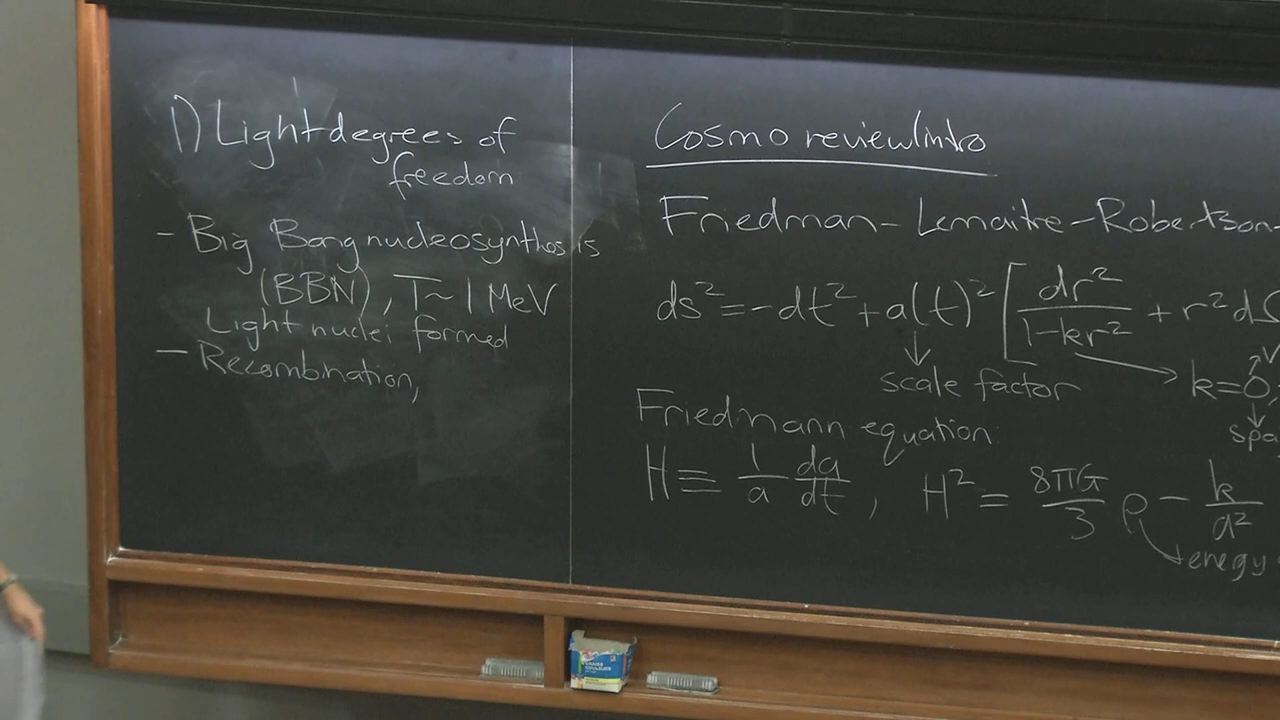 1) Light degrees of
freedom
- Big Bang nucleosynthesis
(BBN), T~1 MeV
Light nuclei formed
- Recombination,
Cosmo review/intro
Friedman-Lemaitre-Robertson-
ds² = -dt² + a(t)² [ dr²/(1-kr²) + r²d
scale factor
k=0,
Friedmann equation
H ≡ 1/a da/dt, H² = 8πG/3 ρ - k/a²
energy